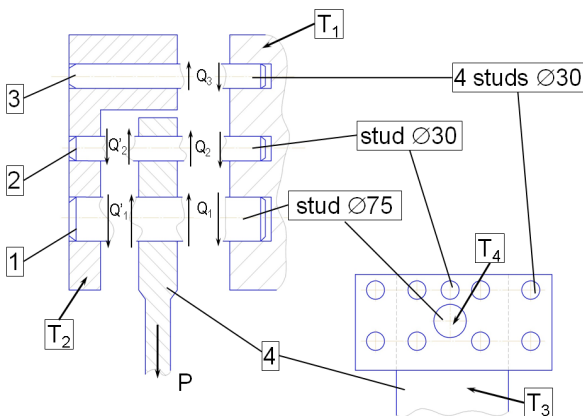 T1
3
Q3
4 studs ∅30
2
Q'2
Q2
stud ∅30
1
Q'1
Q1
stud ∅75
T4
T2
4
P
T3